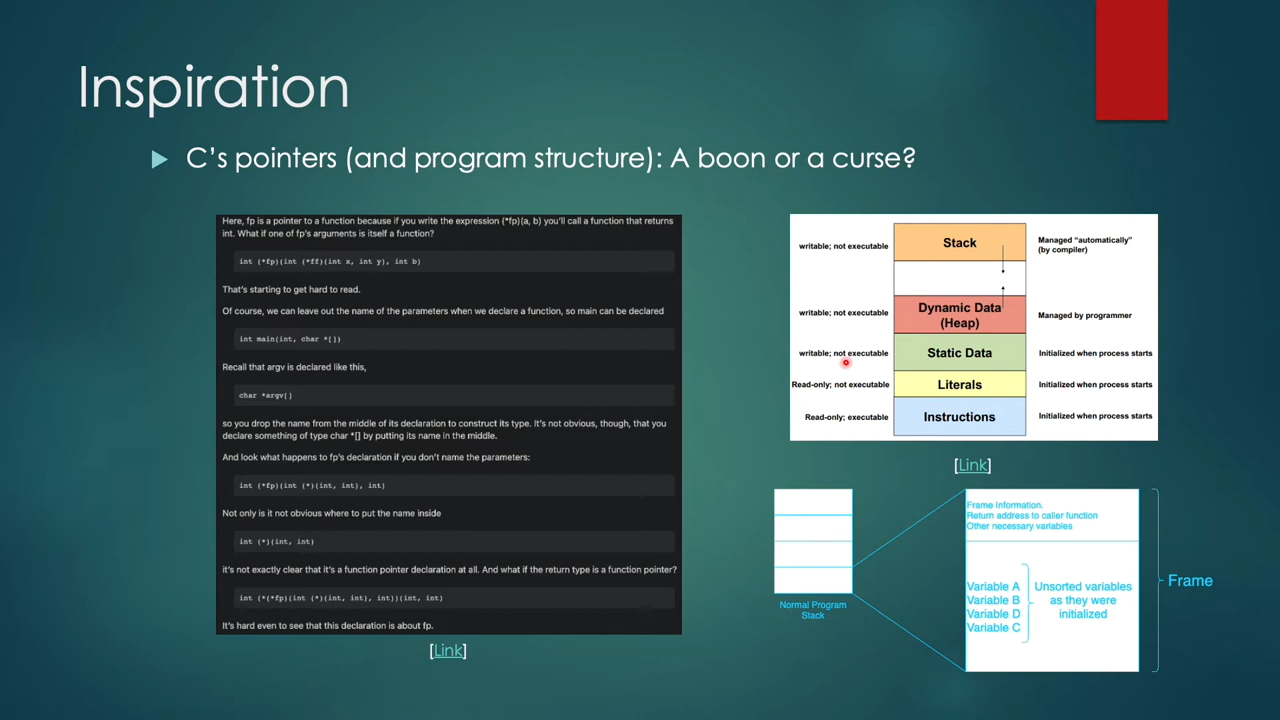 Inspiration
C's pointers (and program structure): A boon or a curse?
Here, fp is a pointer to a function because if you write the expression (*fp)(a, b) you'll call a function that returns
int. What if one of fp's arguments is itself a function?
int (*fp)(int (*ff)(int x, int y), int b)
That's starting to get hard to read.
Of course, we can leave out the name of the parameters when we declare a function, so main can be declared
int main(int, char *[])
Recall that argv is declared like this,
char *argv[]
so you drop the name from the middle of its declaration to construct its type. It's not obvious, though, that you
declare something of type char *[] by putting its name in the middle.
And look what happens to fp's declaration if you don't name the parameters:
int (*fp)(int (*)(int, int), int)
Not only is it not obvious where to put the name inside
int (*)(int, int)
it's not exactly clear that it's a function pointer declaration at all. And what if the return type is a function pointer?
int (*(*fp)(int (*)(int, int), int))(int, int)
It's hard even to see that this declaration is about fp.
[Link]
writable; not executable
Stack
Managed "automatically"
(by compiler)
writable; not executable
Dynamic Data
(Heap)
Managed by programmer
writable; not executable
Static Data
Initialized when process starts
Read-only; not executable
Literals
Initialized when process starts
Read-only; executable
Instructions
Initialized when process starts
[Link]
Normal Program
Stack
Frame Information.
Return address to caller function
Other necessary variables
Variable A
Variable B
Variable D
Variable C
Unsorted variables
as they were
initialized
Frame